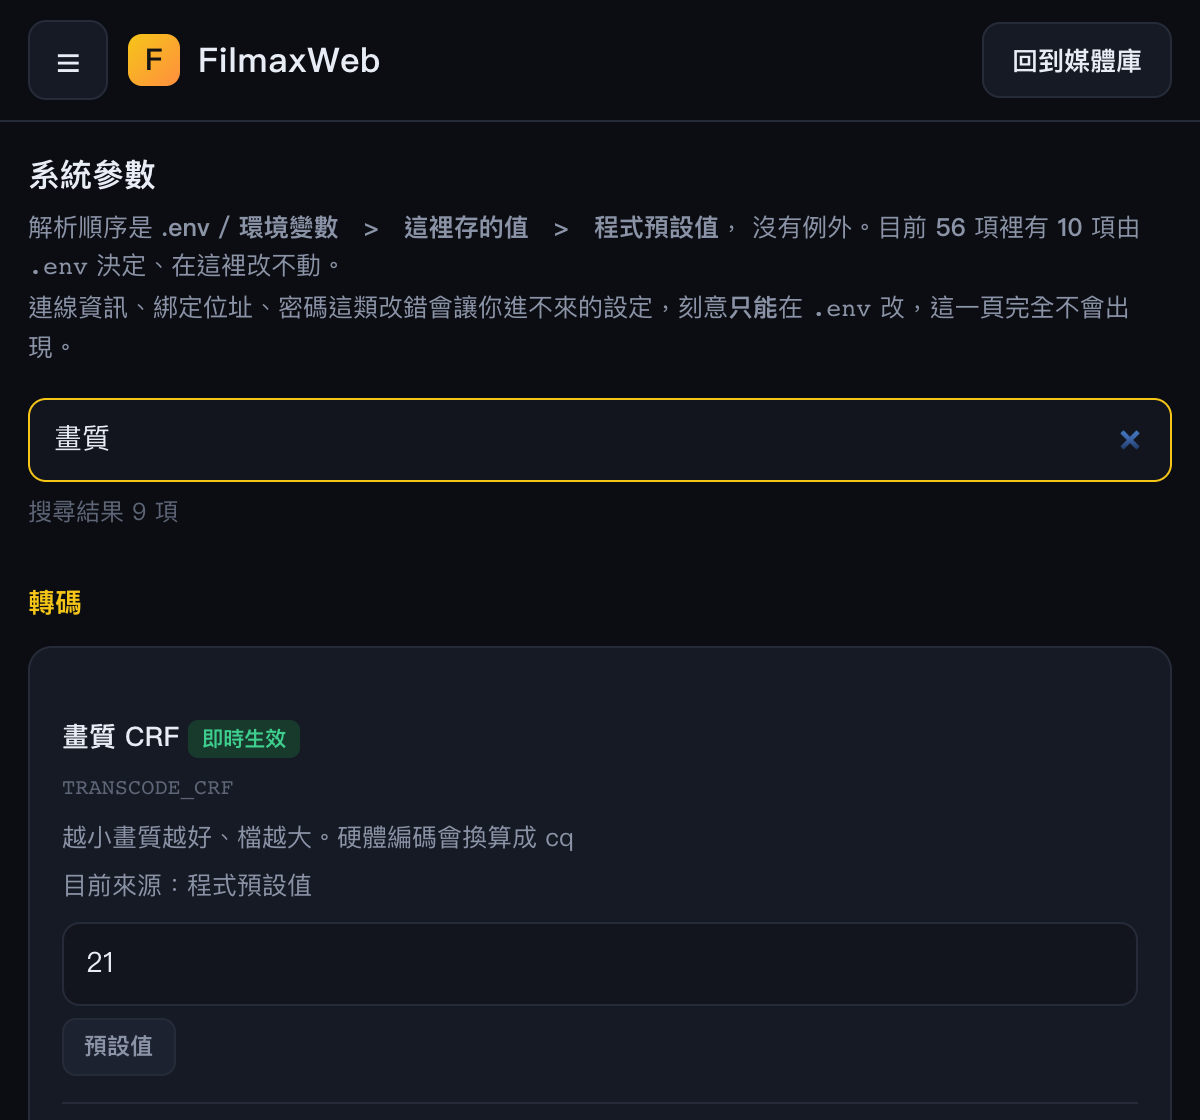 ≡ F FilmaxWeb 回到媒體庫
系統參數
解析順序是 .env / 環境變數 > 這裡存的值 > 程式預設值， 沒有例外。目前 56 項裡有 10 項由
.env 決定、在這裡改不動。
連線資訊、綁定位址、密碼這類改錯會讓你進不來的設定，刻意只能在 .env 改，這一頁完全不會出
現。
畫質 ×
搜尋結果 9 項
轉碼
畫質 CRF 即時生效
TRANSCODE_CRF
越小畫質越好、檔越大。硬體編碼會換算成 cq
目前來源：程式預設值
21
預設值